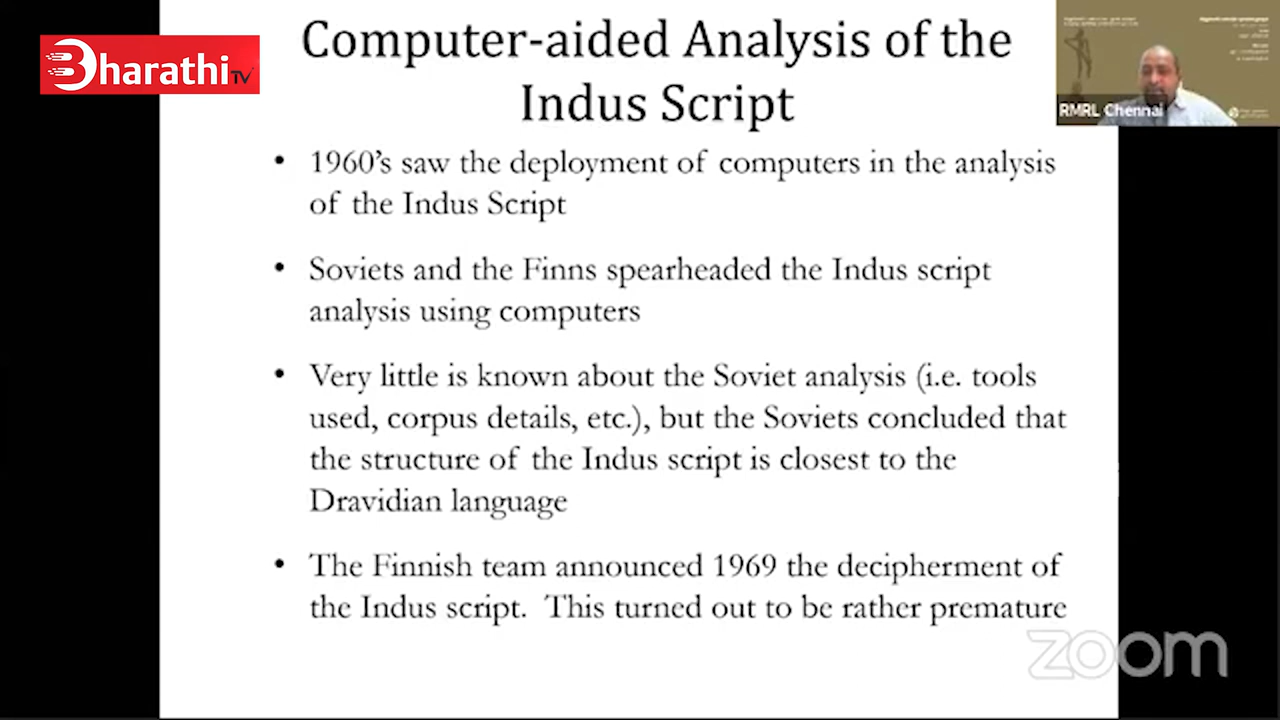 Computer-aided Analysis of the
Indus Script
BharathiTV
RMRL Chennai
• 1960’s saw the deployment of computers in the analysis
of the Indus Script
• Soviets and the Finns spearheaded the Indus script
analysis using computers
• Very little is known about the Soviet analysis (i.e. tools
used, corpus details, etc.), but the Soviets concluded that
the structure of the Indus script is closest to the
Dravidian language
• The Finnish team announced 1969 the decipherment of
the Indus script. This turned out to be rather premature
zoom